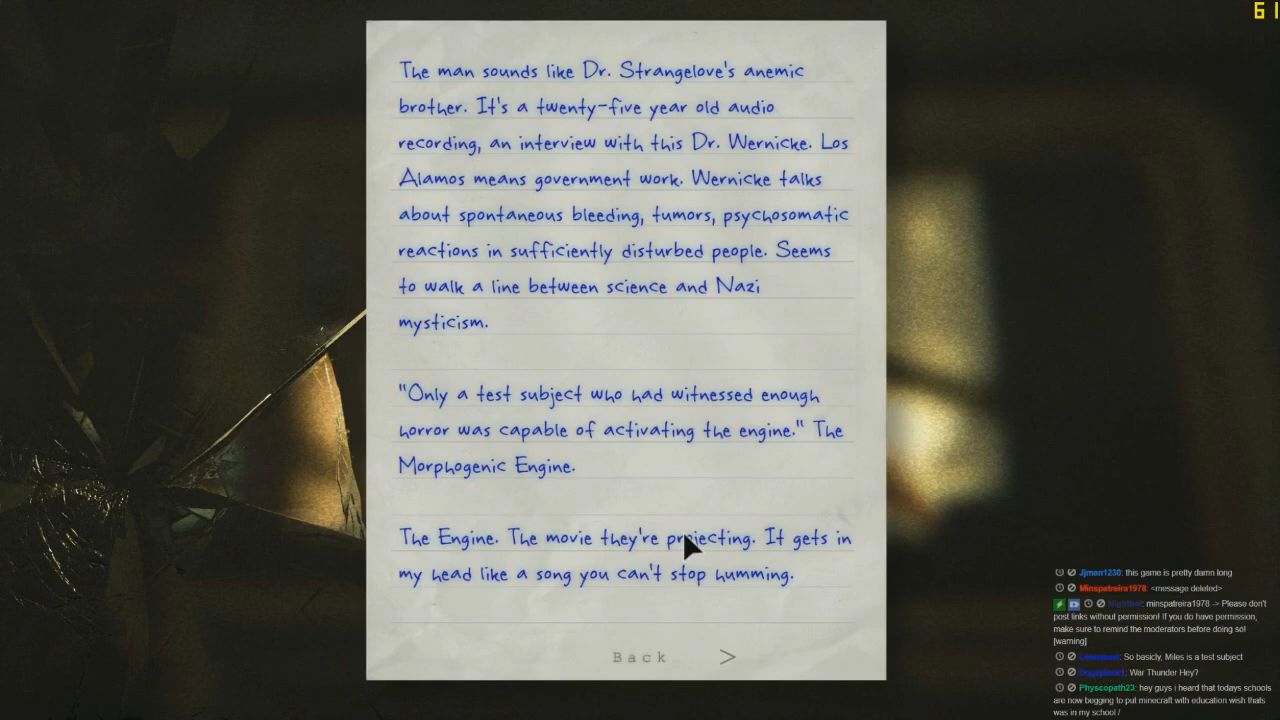 61
The man sounds like Dr. Strangelove's anemic
brother. It's a twenty-five year old audio
recording, an interview with this Dr. Wernicke. Los
Alamos means government work. Wernicke talks
about spontaneous bleeding, tumors, psychosomatic
reactions in sufficiently disturbed people. Seems
to walk a line between science and Nazi
mysticism.
"Only a test subject who had witnessed enough
horror was capable of activating the engine." The
Morphogenic Engine.
The Engine. The movie they're projecting. It gets in
my head like a song you can't stop humming.
Back >
Jjman1230: this game is pretty damn long
Minspatreira1978: <message deleted>
minspatreira1978 -> Please don't
post links without permission! If you do have permission,
make sure to remind the moderators before doing so!
[warning]
: So basicly, Miles is a test subject
: War Thunder Hey?
Physcopath23: hey guys i heard that todays schools
are now begging to put minecraft with education wish thats
was in my school /